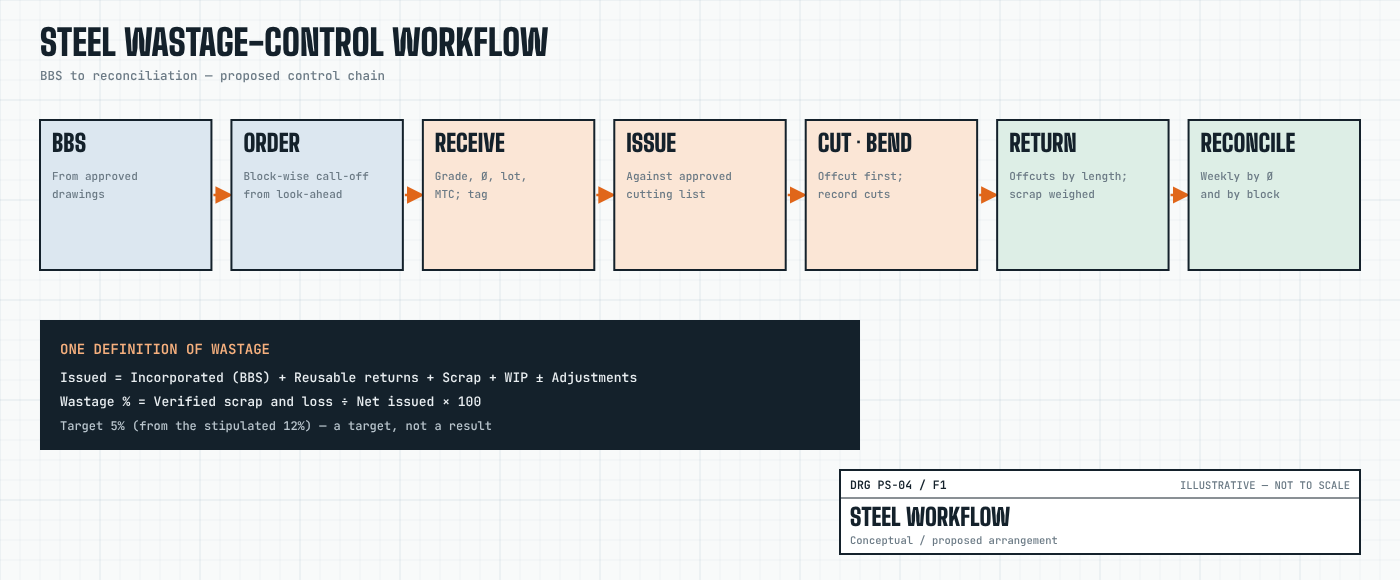 STEEL WASTAGE–CONTROL WORKFLOW
BBS to reconciliation — proposed control chain
BBS
From approved
drawings
ORDER
Block-wise call-off
from look-ahead
RECEIVE
Grade, Ø, lot,
MTC; tag
ISSUE
Against approved
cutting list
CUT · BEND
Offcut first;
record cuts
RETURN
Offcuts by length;
scrap weighed
RECONCILE
Weekly by Ø
and by block
ONE DEFINITION OF WASTAGE
Issued = Incorporated (BBS) + Reusable returns + Scrap + WIP ± Adjustments
Wastage % = Verified scrap and loss ÷ Net issued × 100
Target 5% (from the stipulated 12%) — a target, not a result
DRG PS-04 / F1
ILLUSTRATIVE — NOT TO SCALE
STEEL WORKFLOW
Conceptual / proposed arrangement